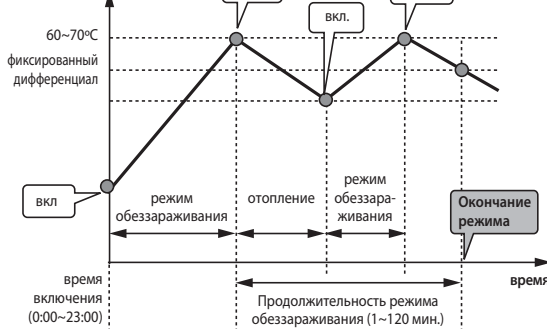 60~70ºC
фиксированный
дифференциал
вкл.
вкл
режим
обеззараживания
отопление
режим
обеззара-
живания
Окончание
режима
время
время
включения
(0:00~23:00)
Продолжительность режима
обеззараживания (1~120 мин.)